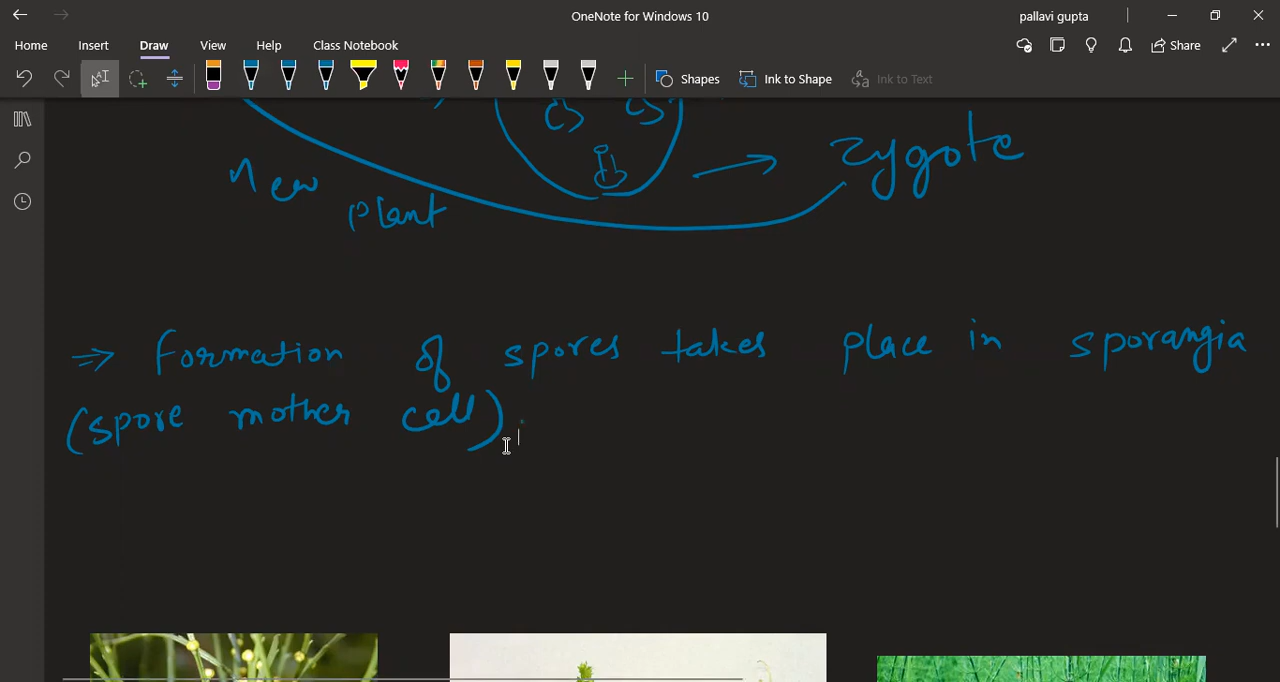 OneNote for Windows 10
pallavi gupta
Home Insert Draw View Help Class Notebook
Share
Shapes Ink to Shape Ink to Text
zygote
new
plant
⇒ formation of spores takes place in sporangia
(spore mother cell)